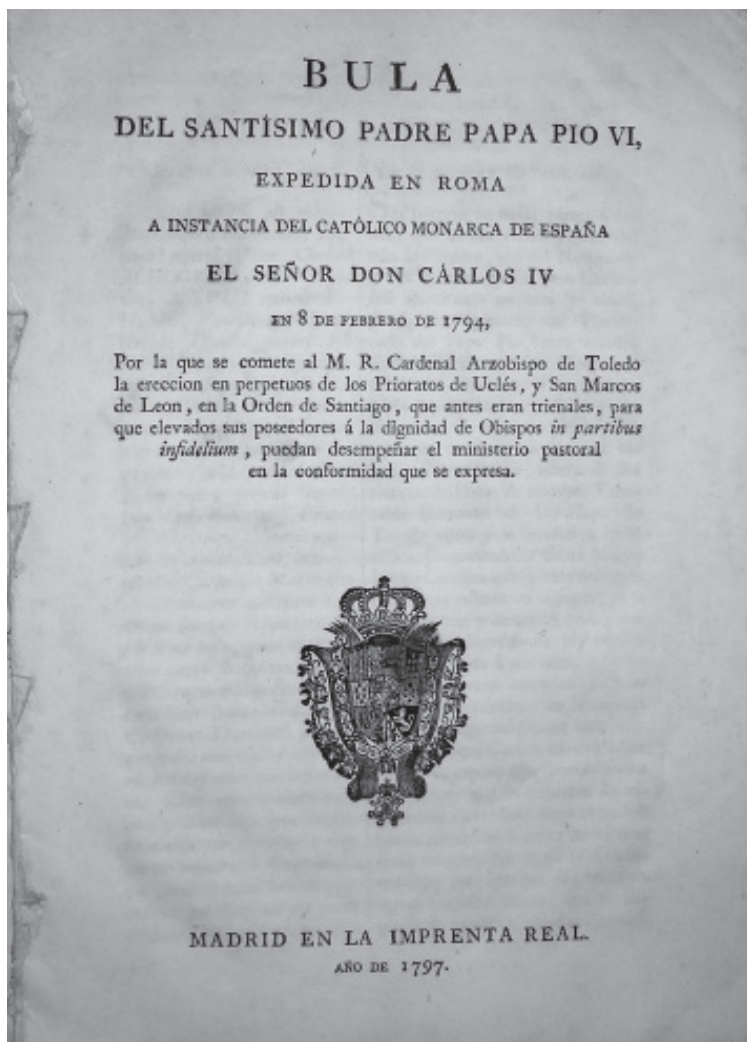 BULA
DEL SANTÍSIMO PADRE PAPA PIO VI,
EXPEDIDA EN ROMA
A INSTANCIA DEL CATÓLICO MONARCA DE ESPAÑA
EL SEÑOR DON CÁRLOS IV
EN 8 DE FEBRERO DE 1794,
Por la que se comete al M. R. Cardenal Arzobispo de Toledo
la ereccion en perpetuos de los Prioratos de Uclés, y San Marcos
de Leon, en la Orden de Santiago, que antes eran trienales, para
que elevados sus poseedores á la dignidad de Obispos in partibus
infidelium, puedan desempeñar el ministerio pastoral
en la conformidad que se expresa.
MADRID EN LA IMPRENTA REAL.
AÑO DE 1797.